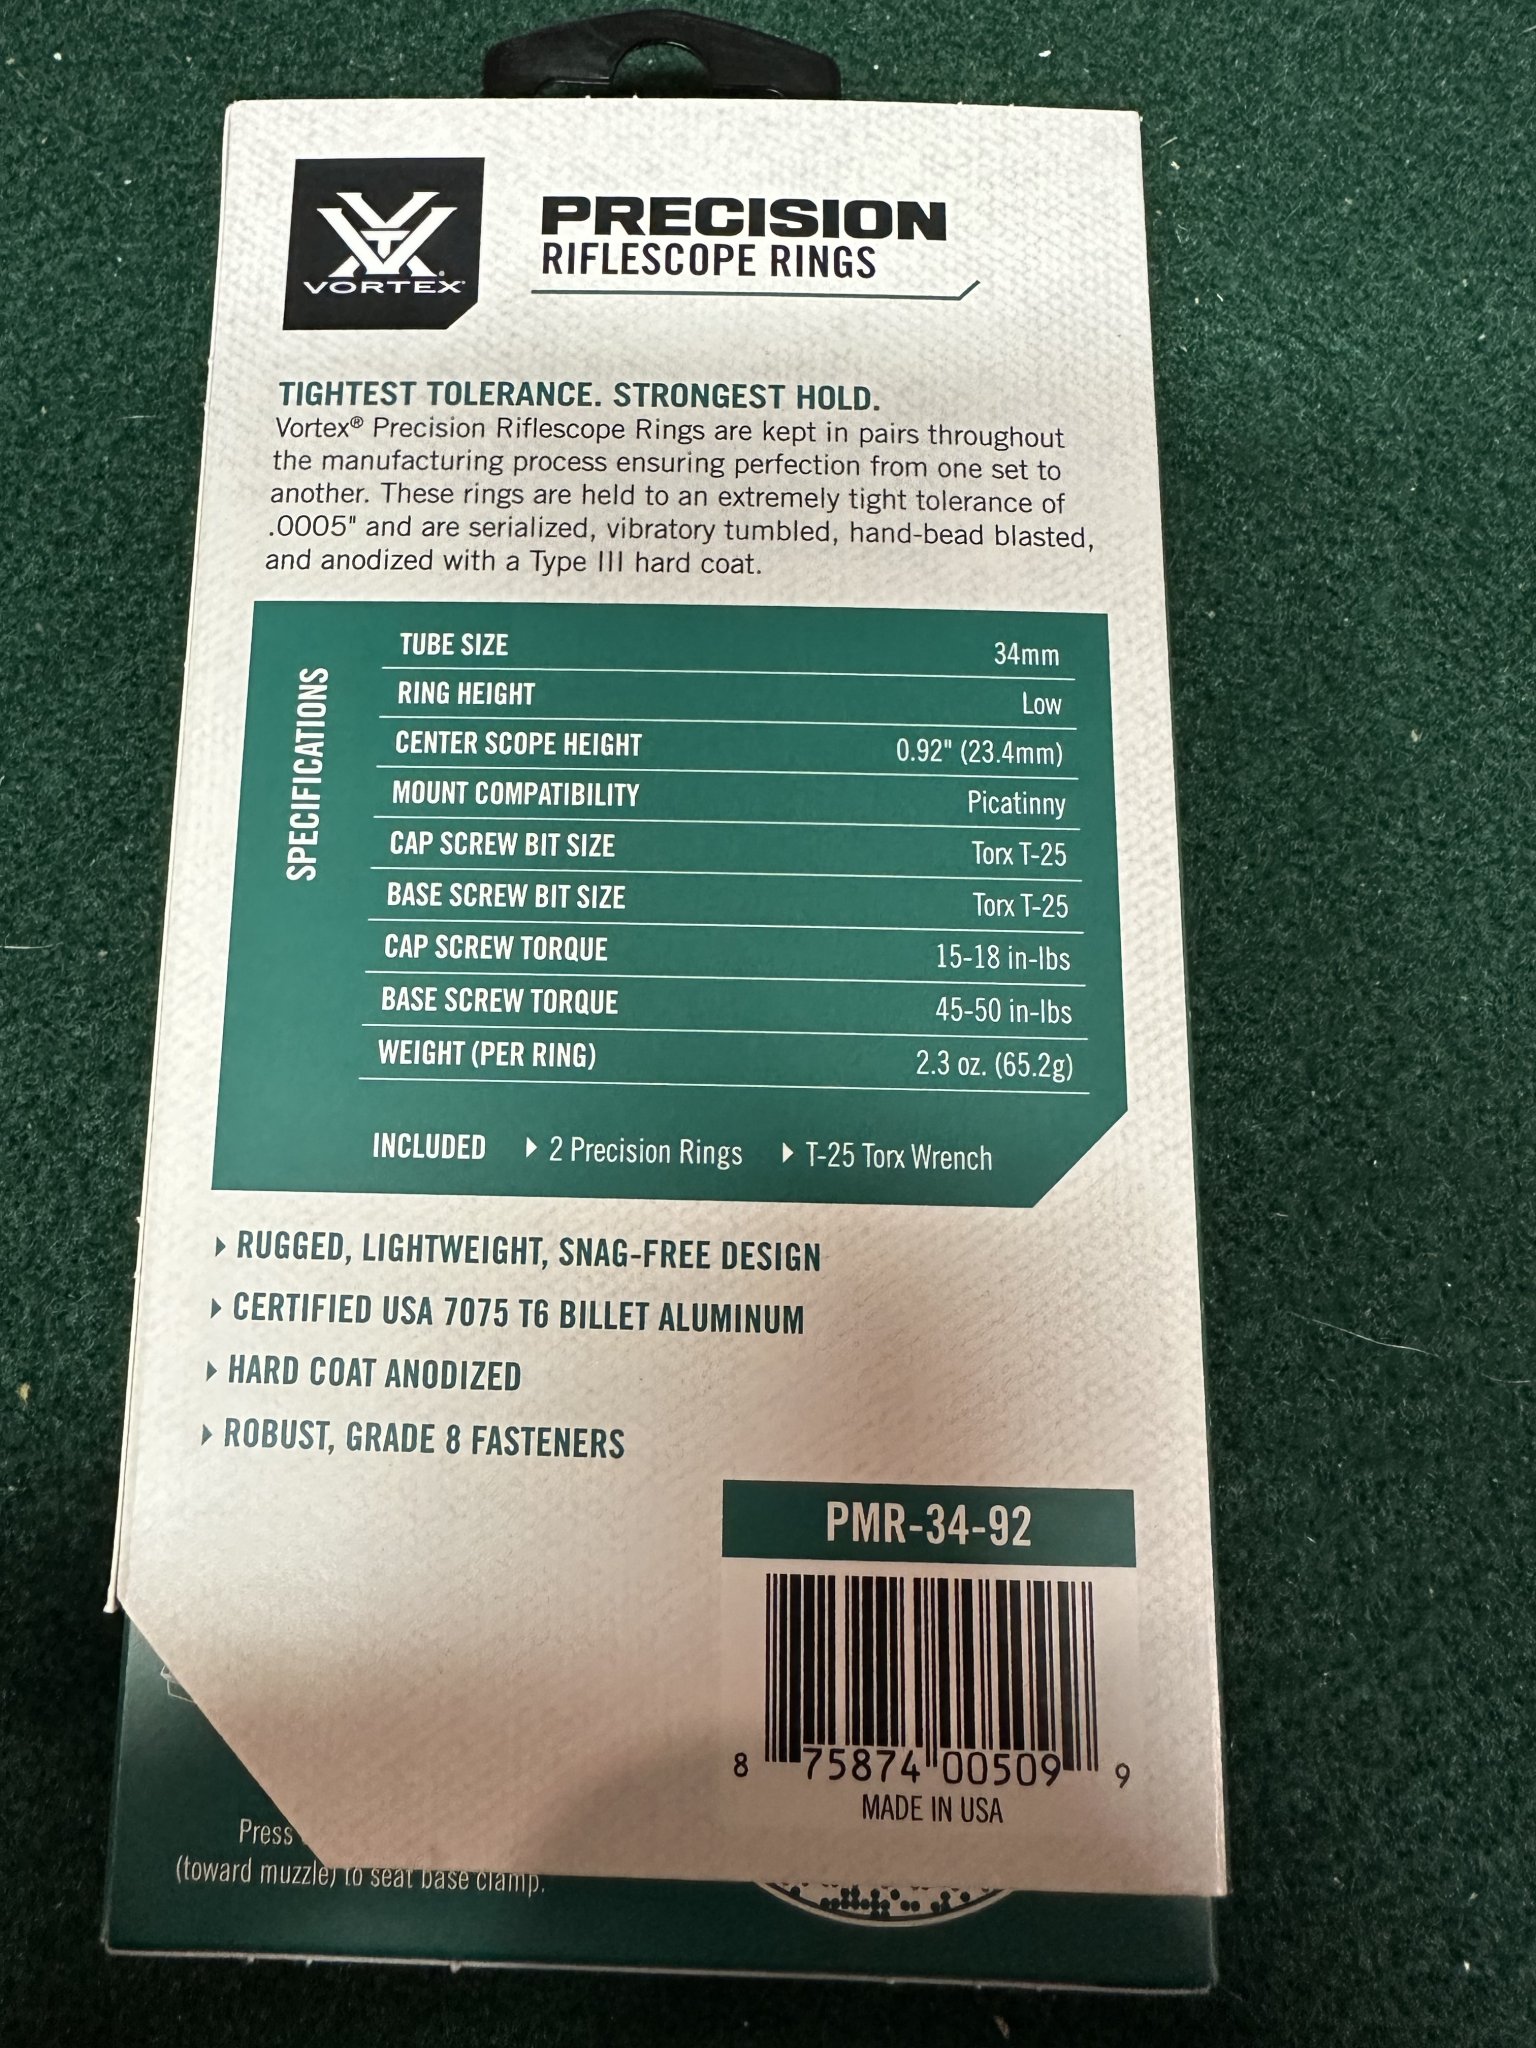 VORTEX®
PRECISION
RIFLESCOPE RINGS
TIGHTEST TOLERANCE. STRONGEST HOLD.
Vortex® Precision Riflescope Rings are kept in pairs throughout
the manufacturing process ensuring perfection from one set to
another. These rings are held to an extremely tight tolerance of
.0005" and are serialized, vibratory tumbled, hand-bead blasted,
and anodized with a Type III hard coat.
SPECIFICATIONS
TUBE SIZE 34mm
RING HEIGHT Low
CENTER SCOPE HEIGHT 0.92" (23.4mm)
MOUNT COMPATIBILITY Picatinny
CAP SCREW BIT SIZE Torx T-25
BASE SCREW BIT SIZE Torx T-25
CAP SCREW TORQUE 15-18 in-lbs
BASE SCREW TORQUE 45-50 in-lbs
WEIGHT (PER RING) 2.3 oz. (65.2g)
INCLUDED 2 Precision Rings T-25 Torx Wrench
RUGGED, LIGHTWEIGHT, SNAG-FREE DESIGN
CERTIFIED USA 7075 T6 BILLET ALUMINUM
HARD COAT ANODIZED
ROBUST, GRADE 8 FASTENERS
PMR-34-92
8 75874 00509 9
MADE IN USA
Press
(toward muzzle) to seat base clamp.